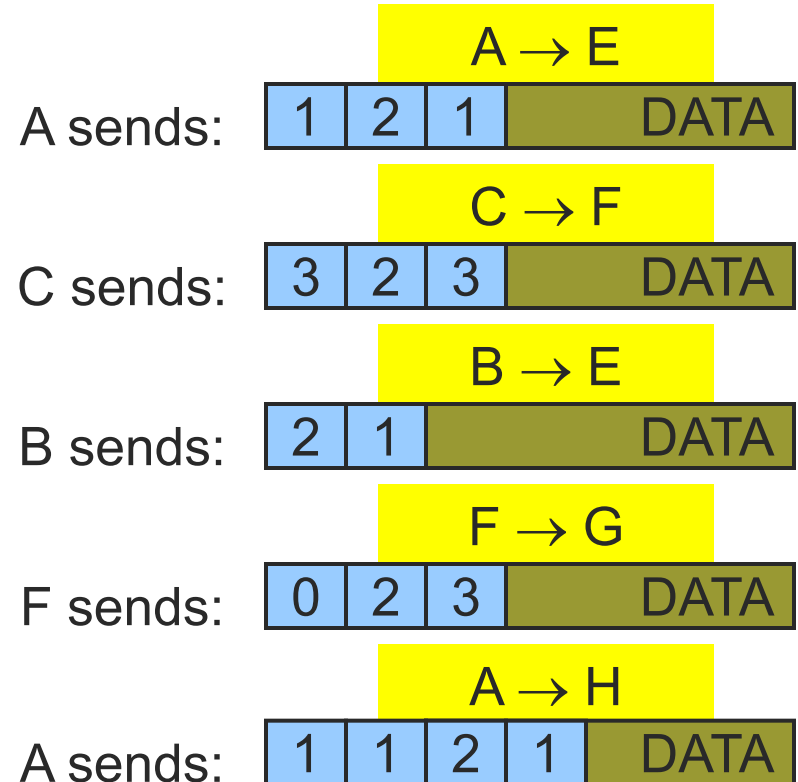 A → E
A sends: 1 2 1 DATA
C → F
C sends: 3 2 3 DATA
B → E
B sends: 2 1 DATA
F → G
F sends: 0 2 3 DATA
A → H
A sends: 1 1 2 1 DATA